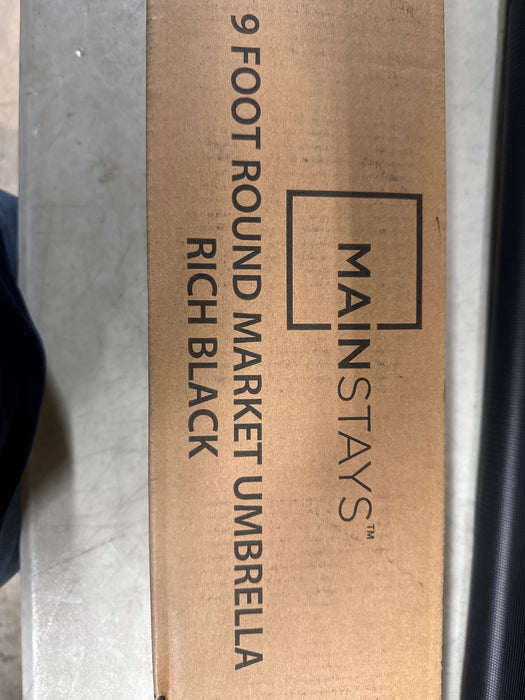 MAINSTAYS™
9 FOOT ROUND MARKET UMBRELLA
RICH BLACK